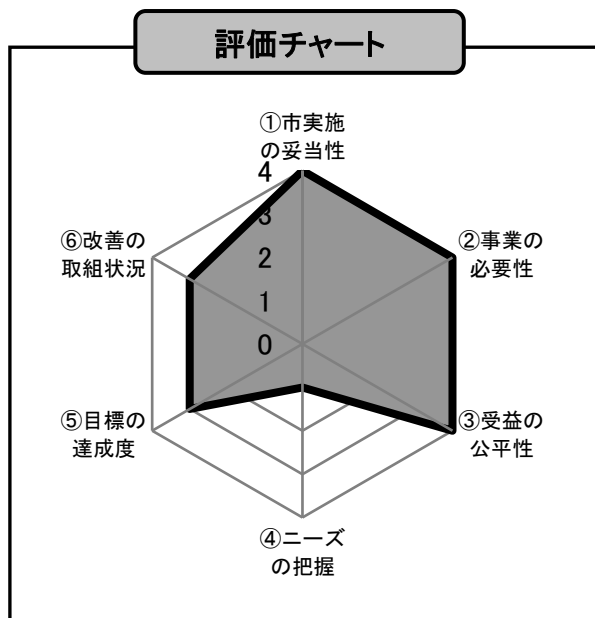 評価チャート
①市実施
の妥当性
4
3
2
1
0
②事業の
必要性
③受益の
公平性
④ニーズ
の把握
⑤目標の
達成度
⑥改善の
取組状況